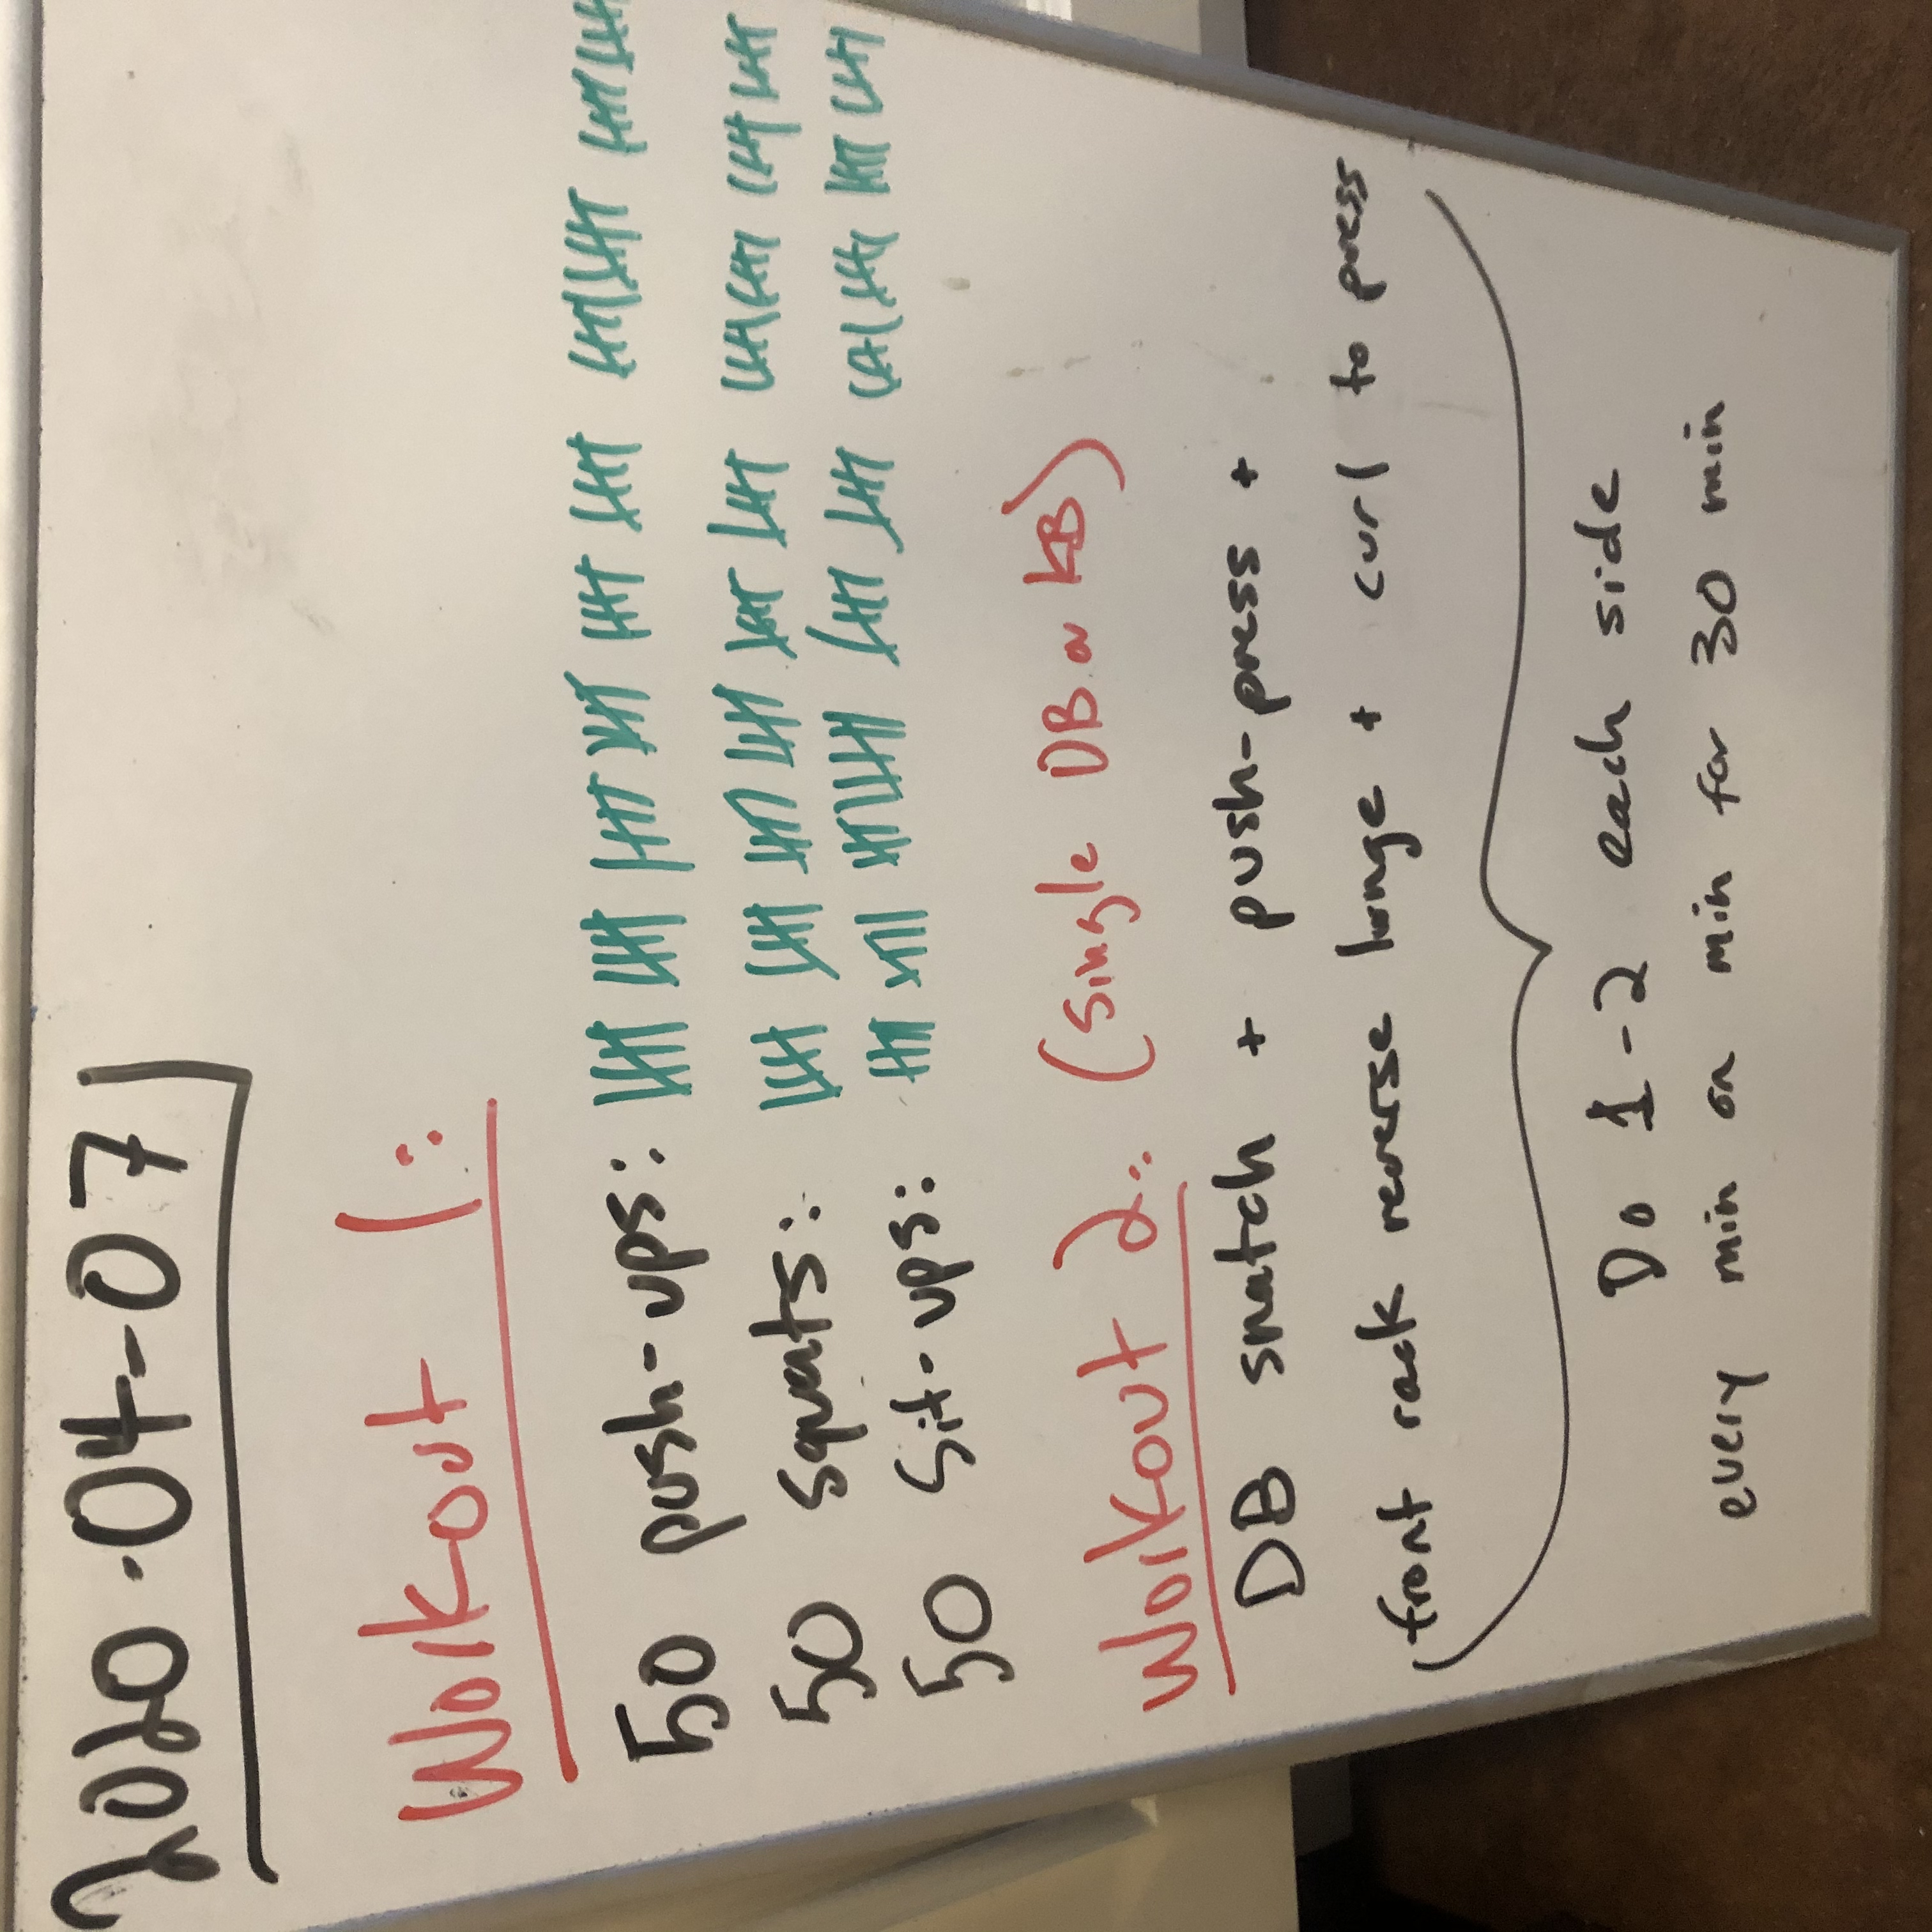 2020-04-07
Workout 1:
50 push-ups:
50 squats:
50 Sit-ups:
Workout 2: (Single DB or KB)
DB snatch + push-press +
front rack reverse lunge + curl to press
Do 1-2 each side
every min on min for 30 min